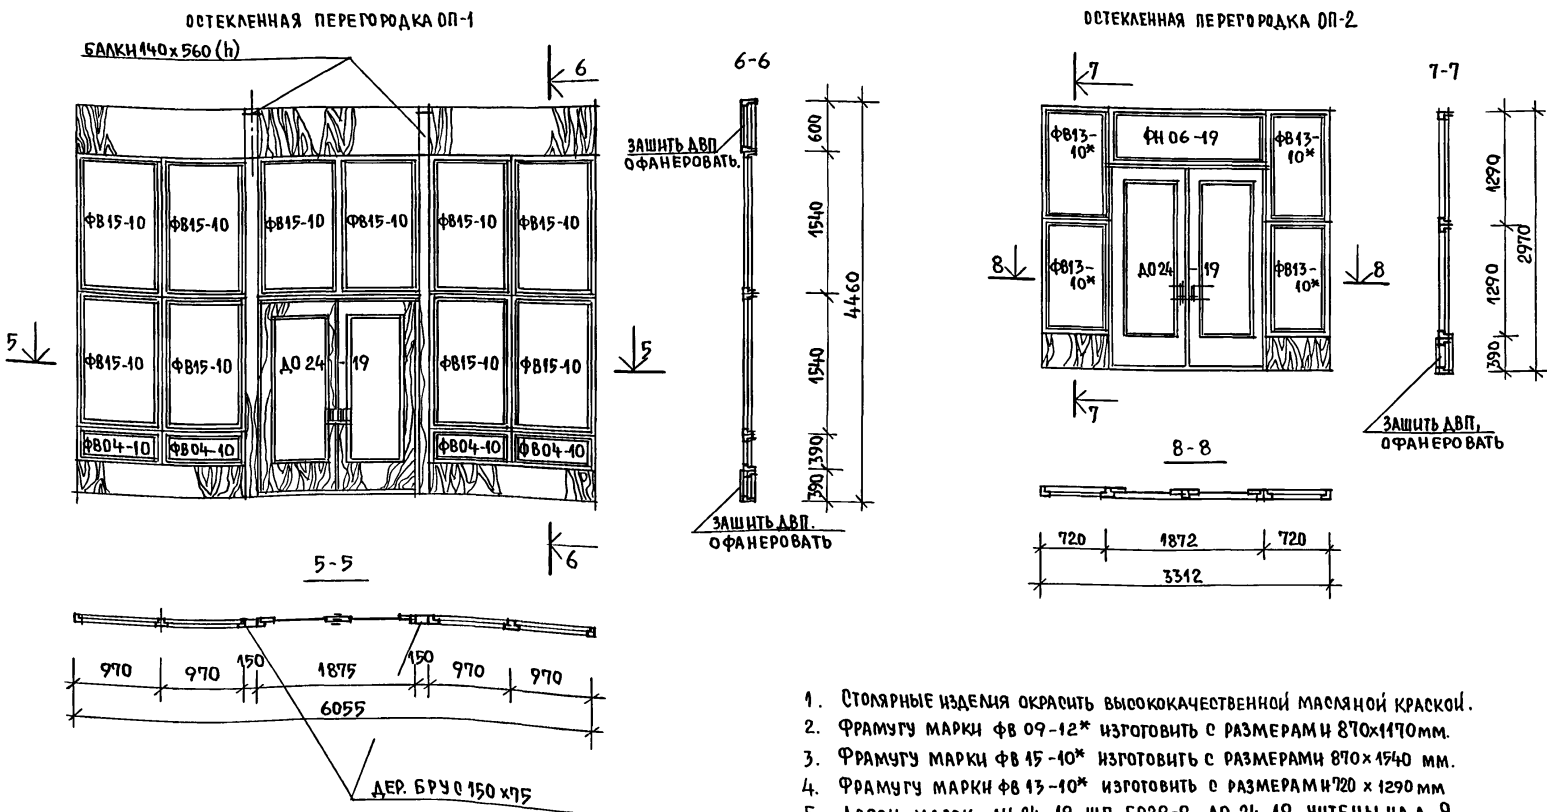 ОСТЕКЛЕННАЯ ПЕРЕГОРОДКА ОП-1
БАЛКИ 140x560 (h)
6
ФВ15-10 ФВ15-10 ФВ15-10 ФВ15-10 ФВ15-10 ФВ15-10
ФВ15-10 ФВ15-10 ДО 24 - 19 ФВ15-10 ФВ15-10
5
5
ФВ04-10 ФВ04-10 ФВ04-10 ФВ04-10
6
6-6
ЗАШИТЬ ДВП
ОФАНЕРОВАТЬ.
600
1540
1540
390
390
4460
ЗАШИТЬ ДВП.
ОФАНЕРОВАТЬ
5-5
970 970 150 1875 150 970 970
6055
ДЕР. БРУС 150 x75
ОСТЕКЛЕННАЯ ПЕРЕГОРОДКА ОП-2
7
ФВ13-
10*
ФН 06-19
ФВ13-
10*
8
ФВ13-
10*
ДО24 - 19
ФВ13-
10*
8
7
7-7
1290
1290
390
2970
ЗАШИТЬ ДВП,
ОФАНЕРОВАТЬ
8-8
720 1872 720
3312
1. СТОЛЯРНЫЕ ИЗДЕЛИЯ ОКРАСИТЬ ВЫСОКОКАЧЕСТВЕННОЙ МАСЛЯНОЙ КРАСКОЙ.
2. ФРАМУГУ МАРКИ ФВ 09-12* ИЗГОТОВИТЬ С РАЗМЕРАМИ 870x1170мм.
3. ФРАМУГУ МАРКИ ФВ 15-10* ИЗГОТОВИТЬ С РАЗМЕРАМИ 870x1540 мм.
4. ФРАМУГУ МАРКИ ФВ 13-10* ИЗГОТОВИТЬ С РАЗМЕРАМИ 720 x 1290 мм